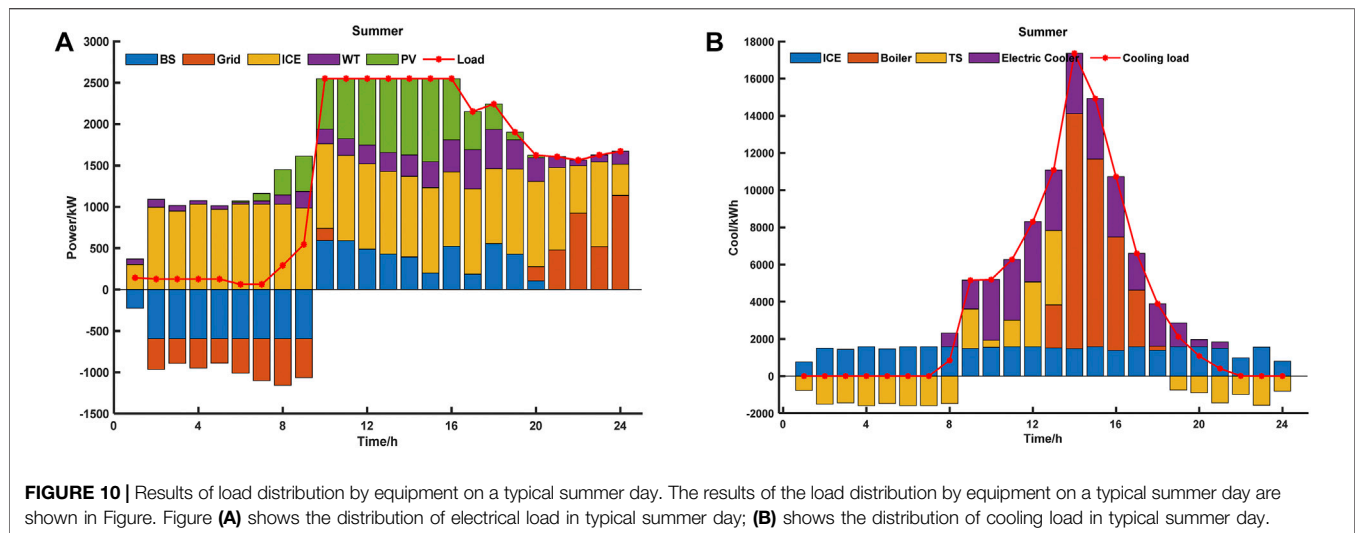 A
Summer
BS Grid ICE WT PV Load
3000
2500
2000
1500
1000
500
0
-500
-1000
-1500
Power/kW
0 4 8 12 16 20 24
Time/h
B
Summer
ICE Boiler TS Electric Cooler Cooling load
18000
16000
14000
12000
10000
8000
6000
4000
2000
0
-2000
Cool/kWh
0 4 8 12 16 20 24
Time/h
FIGURE 10 | Results of load distribution by equipment on a typical summer day. The results of the load distribution by equipment on a typical summer day are
shown in Figure. Figure (A) shows the distribution of electrical load in typical summer day; (B) shows the distribution of cooling load in typical summer day.